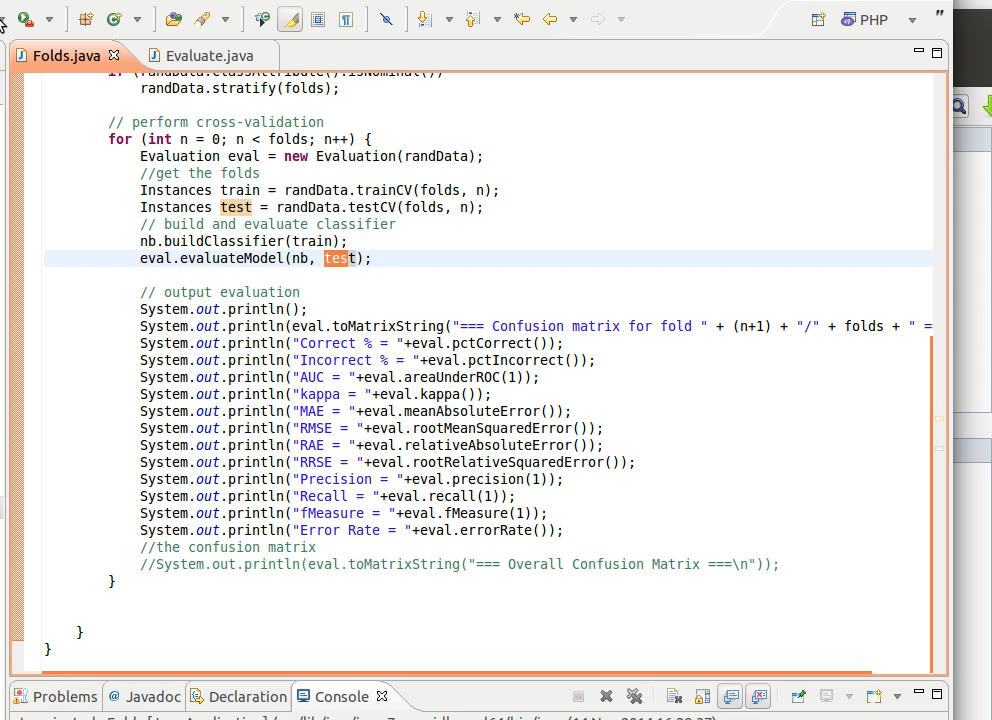 PHP
"
Folds.java
Evaluate.java
if (randData.classAttribute().isNominal())
randData.stratify(folds);
// perform cross-validation
for (int n = 0; n < folds; n++) {
Evaluation eval = new Evaluation(randData);
//get the folds
Instances train = randData.trainCV(folds, n);
Instances test = randData.testCV(folds, n);
// build and evaluate classifier
nb.buildClassifier(train);
eval.evaluateModel(nb, test);
// output evaluation
System.out.println();
System.out.println(eval.toMatrixString("=== Confusion matrix for fold " + (n+1) + "/" + folds + " =
System.out.println("Correct % = "+eval.pctCorrect());
System.out.println("Incorrect % = "+eval.pctIncorrect());
System.out.println("AUC = "+eval.areaUnderROC(1));
System.out.println("kappa = "+eval.kappa());
System.out.println("MAE = "+eval.meanAbsoluteError());
System.out.println("RMSE = "+eval.rootMeanSquaredError());
System.out.println("RAE = "+eval.relativeAbsoluteError());
System.out.println("RRSE = "+eval.rootRelativeSquaredError());
System.out.println("Precision = "+eval.precision(1));
System.out.println("Recall = "+eval.recall(1));
System.out.println("fMeasure = "+eval.fMeasure(1));
System.out.println("Error Rate = "+eval.errorRate());
//the confusion matrix
//System.out.println(eval.toMatrixString("=== Overall Confusion Matrix ===\n"));
}
}
}
Problems
@ Javadoc
Declaration
Console